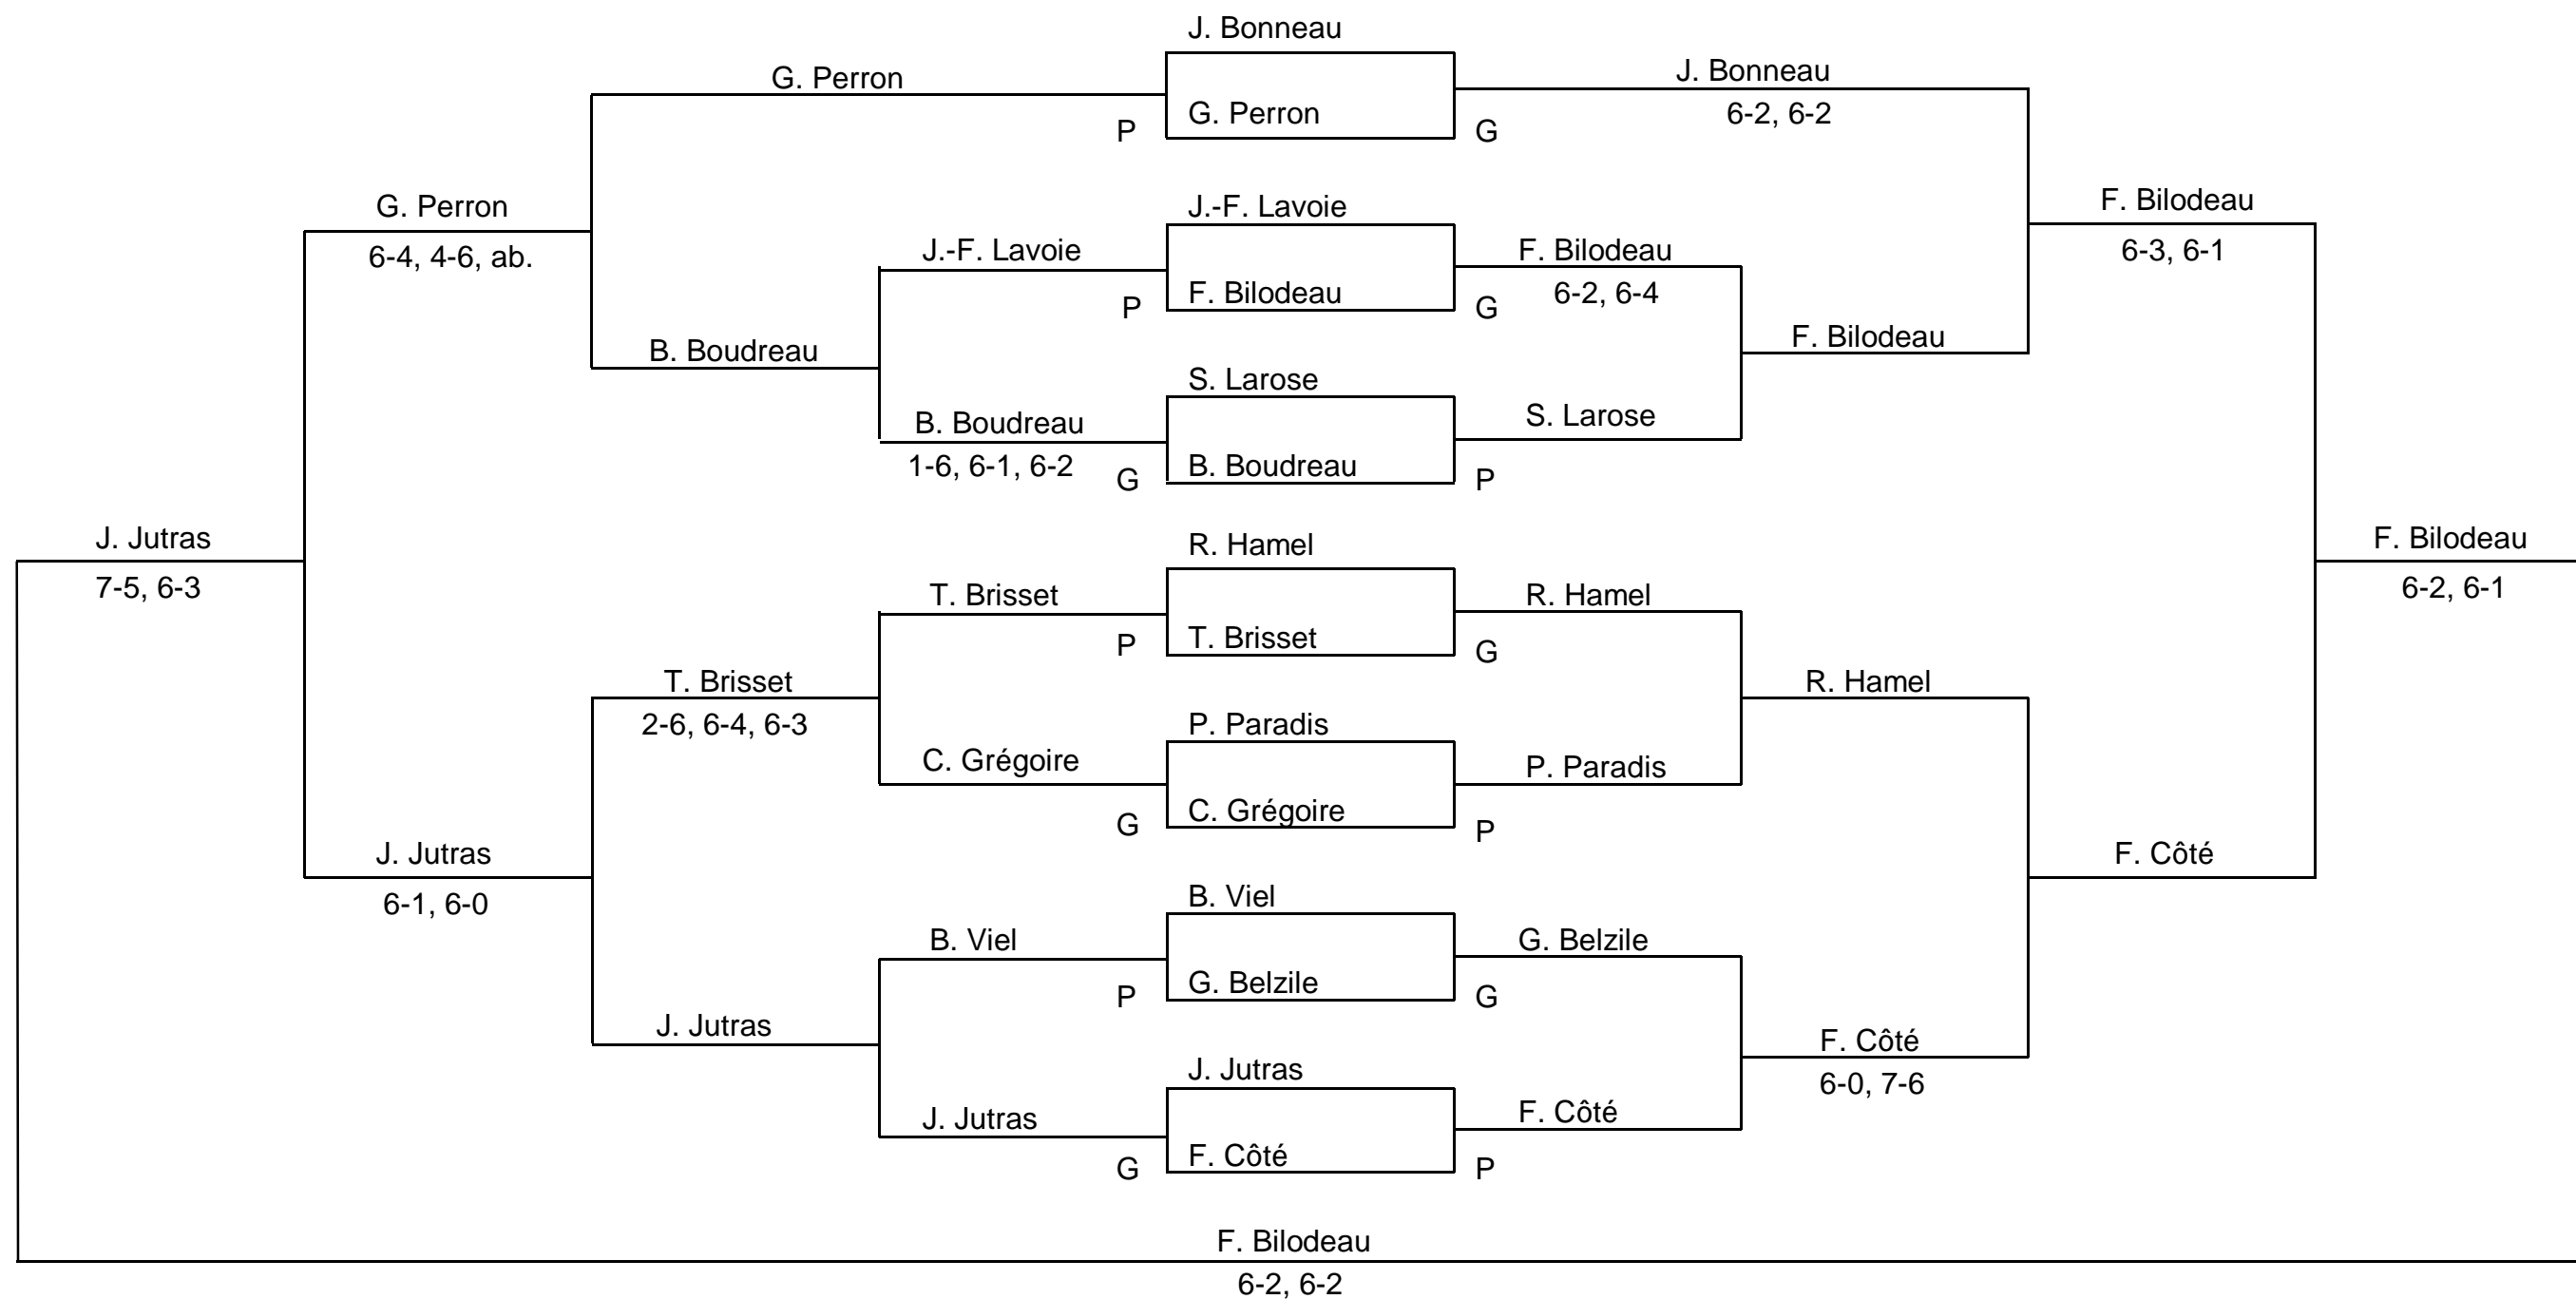 J. Bonneau
G. Perron
J. Bonneau
G. Perron
6-2, 6-2
P
G
G. Perron
J.-F. Lavoie
F. Bilodeau
6-4, 4-6, ab.
J.-F. Lavoie
F. Bilodeau
6-3, 6-1
F. Bilodeau
6-2, 6-4
P
G
B. Boudreau
F. Bilodeau
S. Larose
B. Boudreau
S. Larose
1-6, 6-1, 6-2
B. Boudreau
G
P
J. Jutras
R. Hamel
F. Bilodeau
7-5, 6-3
T. Brisset
R. Hamel
6-2, 6-1
T. Brisset
P
G
T. Brisset
R. Hamel
2-6, 6-4, 6-3
P. Paradis
C. Grégoire
P. Paradis
C. Grégoire
G
P
J. Jutras
F. Côté
6-1, 6-0
B. Viel
B. Viel
G. Belzile
G. Belzile
P
G
J. Jutras
F. Côté
J. Jutras
6-0, 7-6
J. Jutras
F. Côté
F. Côté
G
P
F. Bilodeau
6-2, 6-2